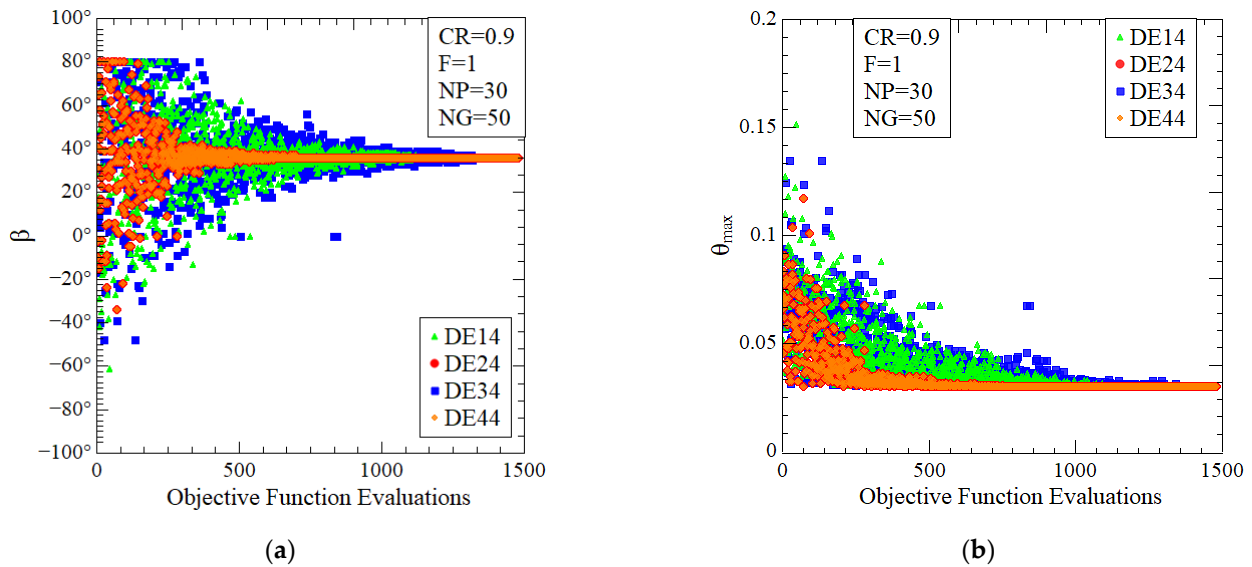 CR=0.9
F=1
NP=30
NG=50
80°
60°
40°
20°
0°
−20°
−40°
−60°
−80°
−100°
β
DE14
DE24
DE34
DE44
0
500
1000
1500
Objective Function Evaluations
(a)
0.2
0.15
0.1
0.05
0
θmax
CR=0.9
F=1
NP=30
NG=50
DE14
DE24
DE34
DE44
0
500
1000
1500
Objective Function Evaluations
(b)